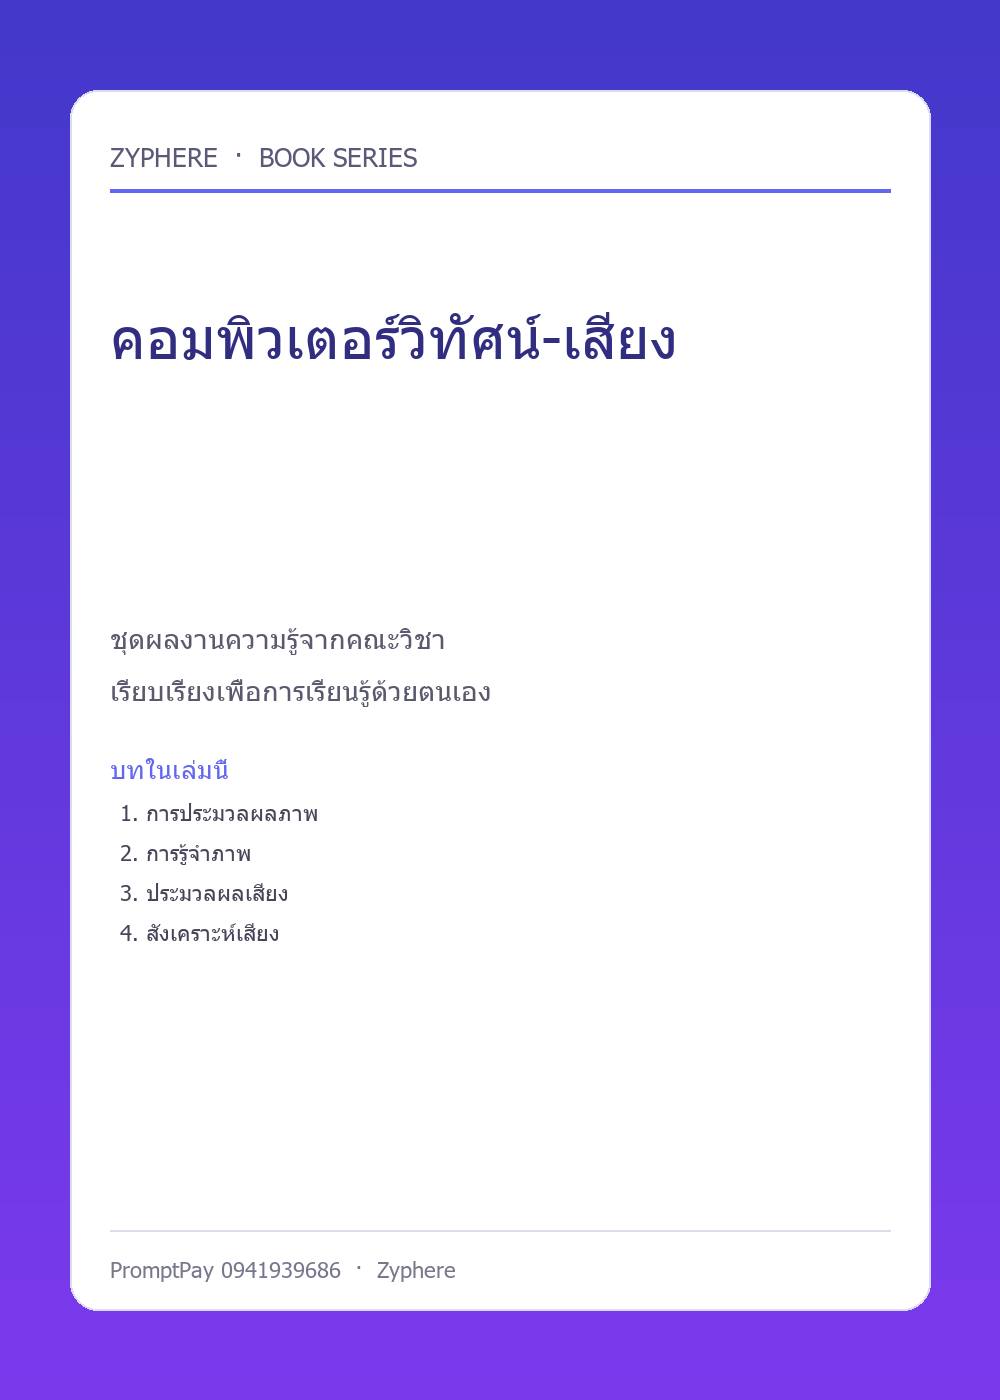 ZYPHERE · BOOK SERIES
คอมพิวเตอร์วิทัศน์-เสียง
ชุดผลงานความรู้จากคณะวิชา
เรียบเรียงเพื่อการเรียนรู้ด้วยตนเอง
บทในเล่มนี้
1. การประมวลผลภาพ
2. การรู้จำภาพ
3. ประมวลผลเสียง
4. สังเคราะห์เสียง
PromptPay 0941939686 · Zyphere